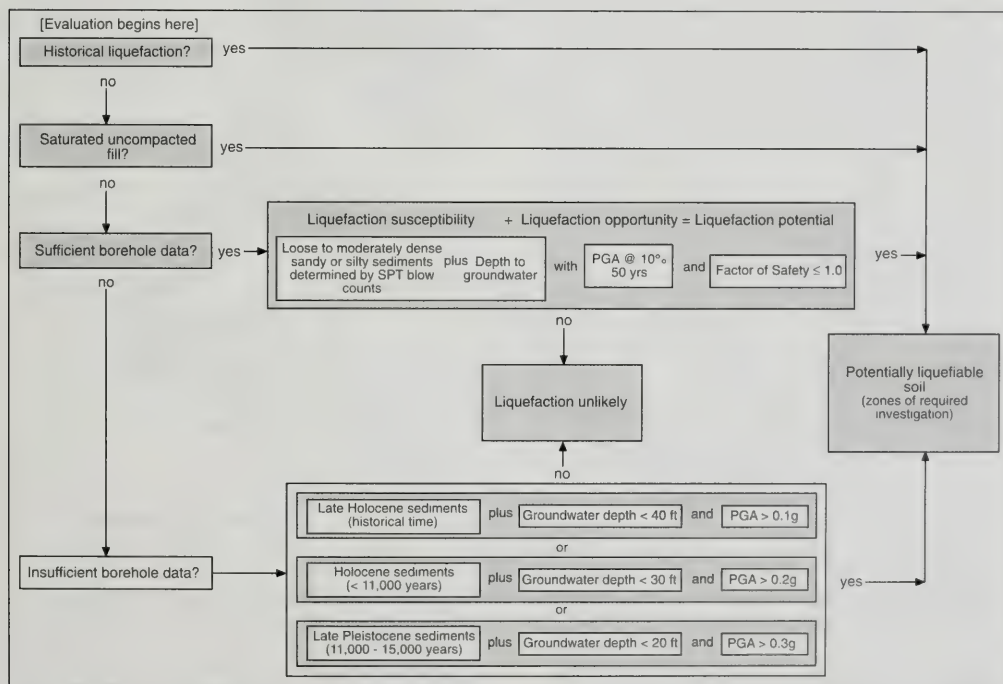 [Evaluation begins here]
Historical liquefaction?
yes
no
Saturated uncompacted
fill?
yes
no
Sufficient borehole data?
yes
no
Liquefaction susceptibility + Liquefaction opportunity = Liquefaction potential
Loose to moderately dense
sandy or silty sediments
determined by SPT blow
counts
plus
Depth to
groundwater
with
PGA @ 10%
50 yrs
and
Factor of Safety ≤ 1.0
yes
no
Liquefaction unlikely
Potentially liquefiable
soil
(zones of required
investigation)
no
Insufficient borehole data?
Late Holocene sediments
(historical time)
plus
Groundwater depth < 40 ft
and
PGA > 0.1g
or
Holocene sediments
(< 11,000 years)
plus
Groundwater depth < 30 ft
and
PGA > 0.2g
or
Late Pleistocene sediments
(11,000 - 15,000 years)
plus
Groundwater depth < 20 ft
and
PGA > 0.3g
yes